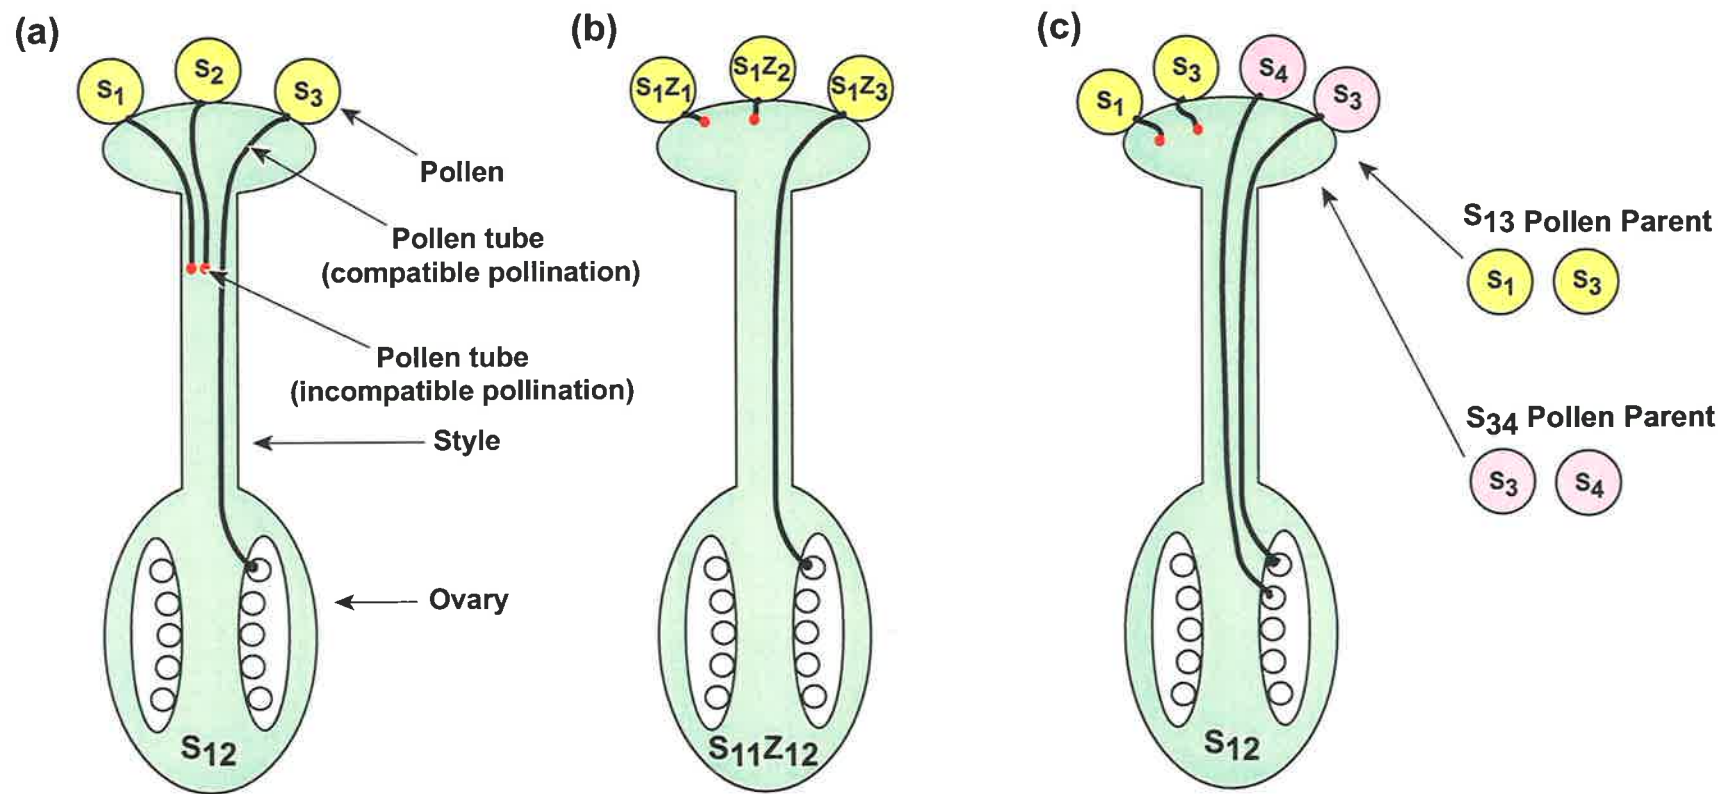 (a)
S1
S2
S3
Pollen
Pollen tube
(compatible pollination)
Pollen tube
(incompatible pollination)
Style
Ovary
S12
(b)
S1Z1
S1Z2
S1Z3
S11Z12
(c)
S1
S3
S4
S3
S13 Pollen Parent
S1
S3
S34 Pollen Parent
S3
S4
S12